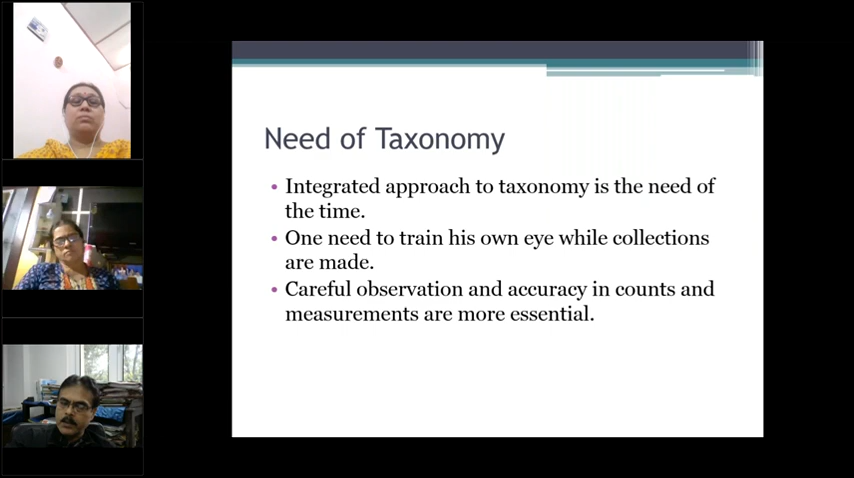 Need of Taxonomy
• Integrated approach to taxonomy is the need of
the time.
• One need to train his own eye while collections
are made.
• Careful observation and accuracy in counts and
measurements are more essential.